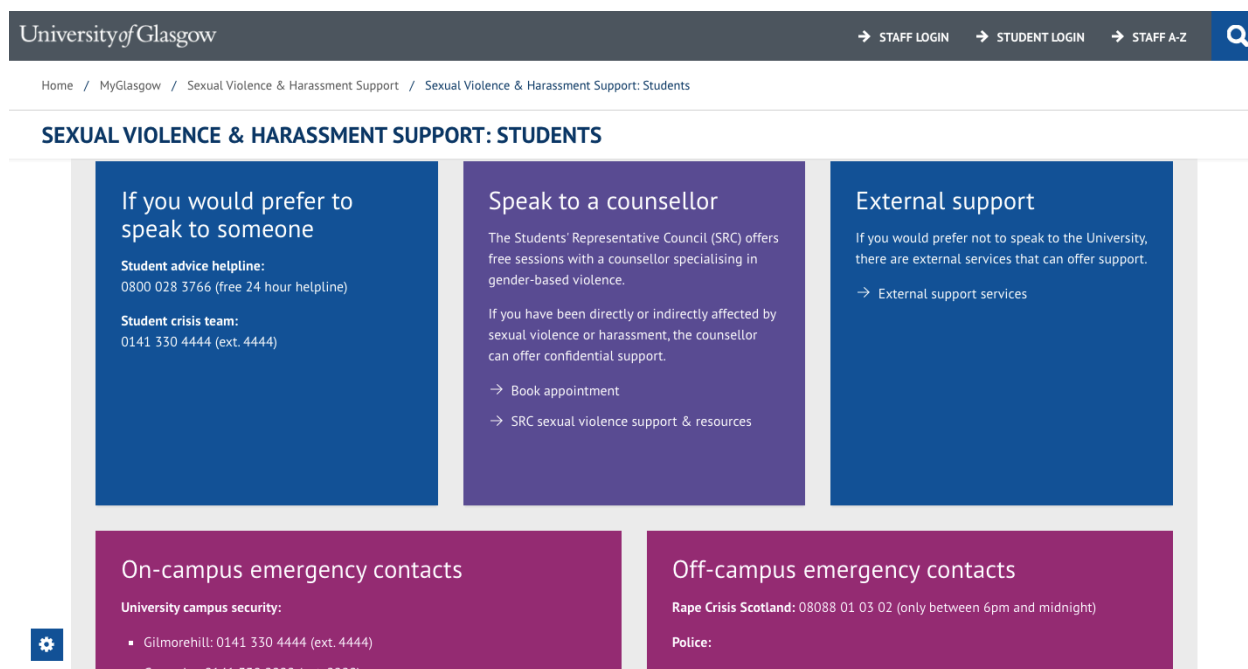 University of Glasgow
STAFF LOGIN
STUDENT LOGIN
STAFF A-Z
Home / MyGlasgow / Sexual Violence & Harassment Support / Sexual Violence & Harassment Support: Students
SEXUAL VIOLENCE & HARASSMENT SUPPORT: STUDENTS
If you would prefer to
speak to someone
Student advice helpline:
0800 028 3766 (free 24 hour helpline)
Student crisis team:
0141 330 4444 (ext. 4444)
Speak to a counsellor
The Students' Representative Council (SRC) offers
free sessions with a counsellor specialising in
gender-based violence.
If you have been directly or indirectly affected by
sexual violence or harassment, the counsellor
can offer confidential support.
Book appointment
SRC sexual violence support & resources
External support
If you would prefer not to speak to the University,
there are external services that can offer support.
External support services
On-campus emergency contacts
University campus security:
Gilmorehill: 0141 330 4444 (ext. 4444)
Off-campus emergency contacts
Rape Crisis Scotland: 08088 01 03 02 (only between 6pm and midnight)
Police: